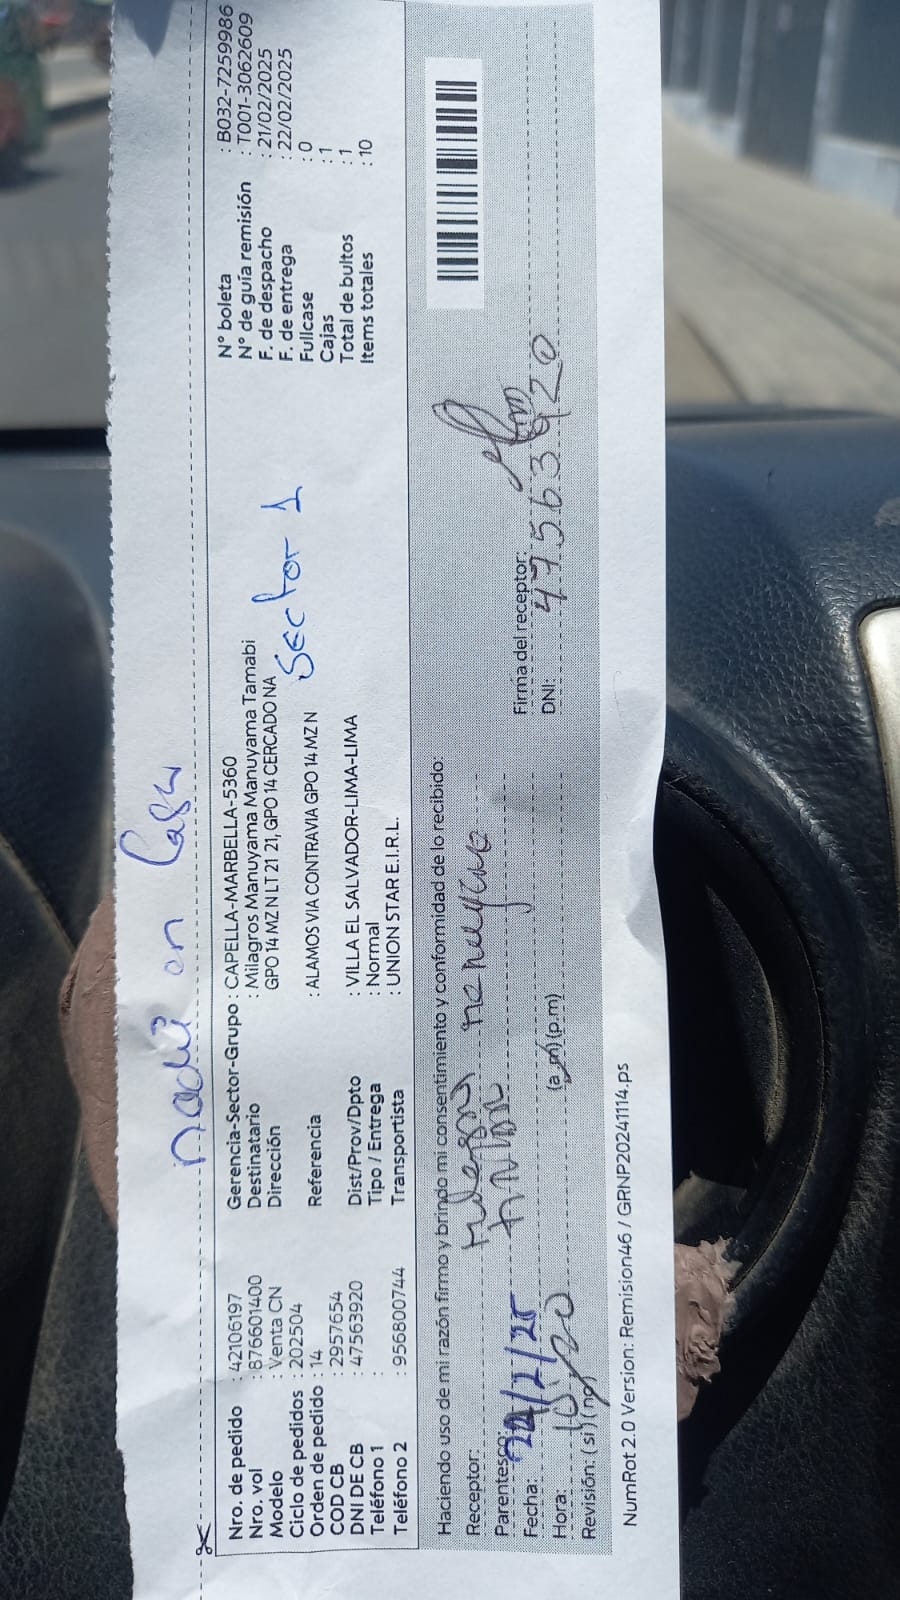 nadie en Casa
Nro. de pedido : 42106197
Nro. vol : 876601400
Modelo : Venta CN
Ciclo de pedidos : 202504
Orden de pedido : 14
COD CB : 2957654
DNI DE CB : 47563920
Teléfono 1 :
Teléfono 2 : 956800744
Gerencia-Sector-Grupo : CAPELLA-MARBELLA-5360
Destinatario : Milagros Manuyama Manuyama Tamabi
Dirección GPO 14 MZ N LT 21 21, GPO 14 CERCADO NA
Sector 1
Referencia : ALAMOS VIA CONTRAVIA GPO 14 MZ N
Dist/Prov/Dpto : VILLA EL SALVADOR-LIMA-LIMA
Tipo / Entrega : Normal
Transportista : UNION STAR E.I.R.L.
N° boleta : B032-7259986
N° de guía remisión : T001-3062609
F. de despacho : 21/02/2025
F. de entrega : 22/02/2025
Fullcase : 0
Cajas : 1
Total de bultos : 1
Items totales : 10
Haciendo uso de mi razón firmo y brindo mi consentimiento y conformidad de lo recibido:
Receptor:
Parentesco:
Fecha:
Hora: 10:20 (a.m) (p.m)
Revisión: (si) (no)
Firma del receptor:
DNI: 47563920
NumRot 2.0 Version: Remision46 / GRNP20241114.ps